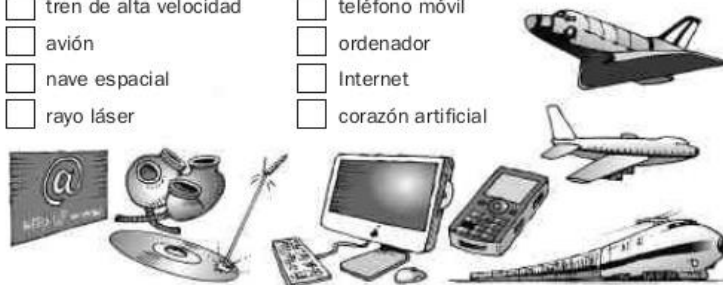 tren de alta velocidad
avión
nave espacial
rayo láser
teléfono móvil
ordenador
Internet
corazón artificial
@